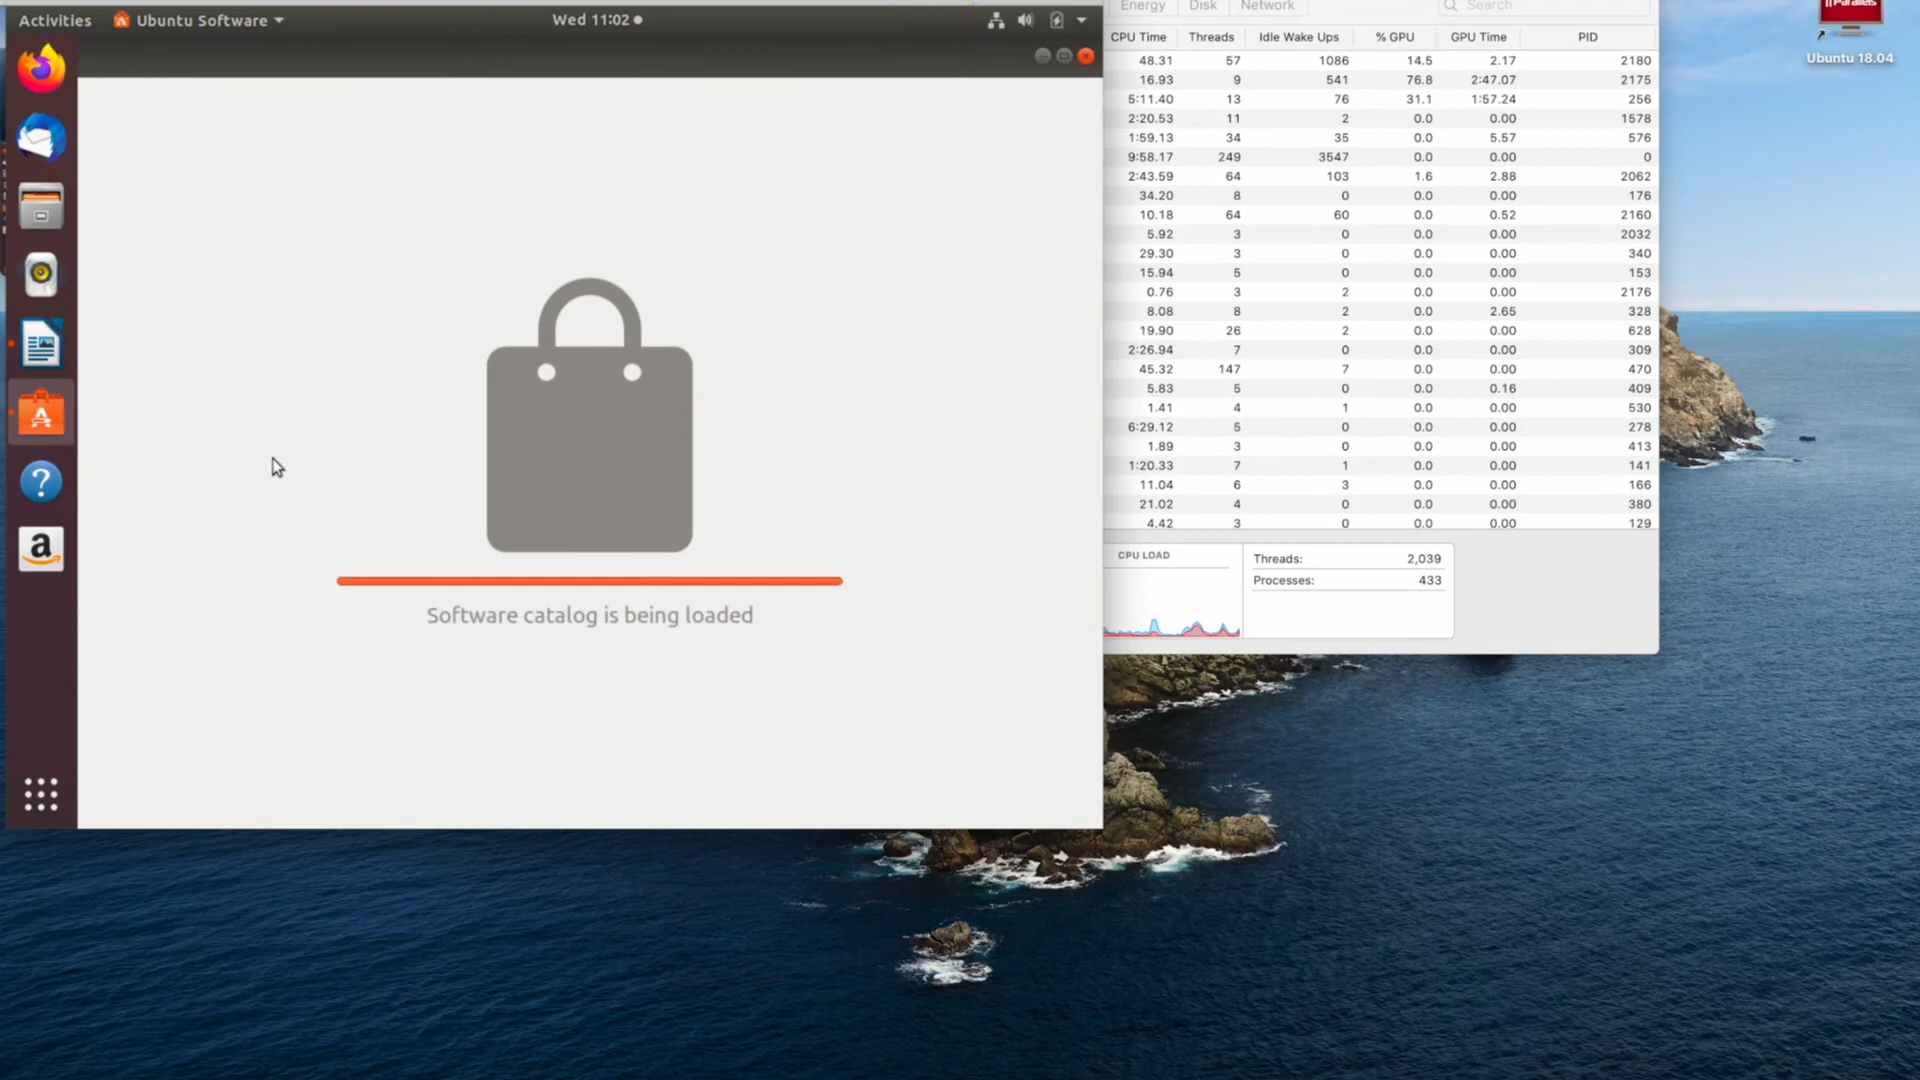 Activities Ubuntu Software Wed 11:02
Software catalog is being loaded
Energy Disk Network Search
CPU Time Threads Idle Wake Ups % GPU GPU Time PID
48.31 57 1086 14.5 2.17 2180
16.93 9 541 76.8 2:47.07 2175
5:11.40 13 76 31.1 1:57.24 256
2:20.53 11 2 0.0 0.00 1578
1:59.13 34 35 0.0 5.57 576
9:58.17 249 3547 0.0 0.00 0
2:43.59 64 103 1.6 2.88 2062
34.20 8 0 0.0 0.00 176
10.18 64 60 0.0 0.52 2160
5.92 3 0 0.0 0.00 2032
29.30 3 0 0.0 0.00 340
15.94 5 0 0.0 0.00 153
0.76 3 2 0.0 0.00 2176
8.08 8 2 0.0 2.65 328
19.90 26 2 0.0 0.00 628
2:26.94 7 0 0.0 0.00 309
45.32 147 7 0.0 0.00 470
5.83 5 0 0.0 0.16 409
1.41 4 1 0.0 0.00 530
6:29.12 5 0 0.0 0.00 278
1.89 3 0 0.0 0.00 413
1:20.33 7 1 0.0 0.00 141
11.04 6 3 0.0 0.00 166
21.02 4 0 0.0 0.00 380
4.42 3 0 0.0 0.00 129
CPU LOAD
Threads: 2,039
Processes: 433
Parallels
Ubuntu 18.04